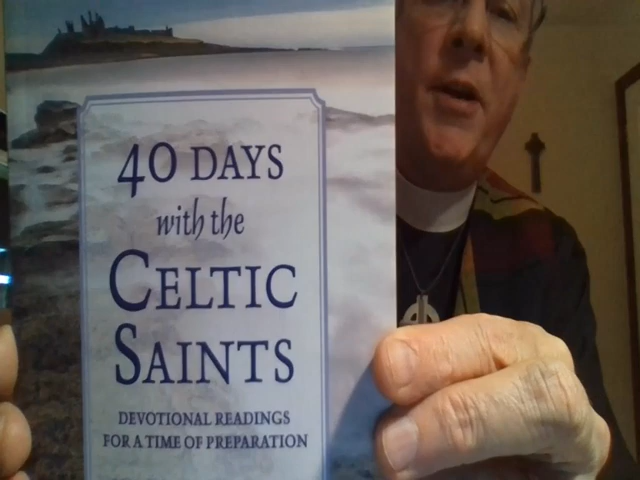 40 DAYS
with the
CELTIC
SAINTS
DEVOTIONAL READINGS
FOR A TIME OF PREPARATION